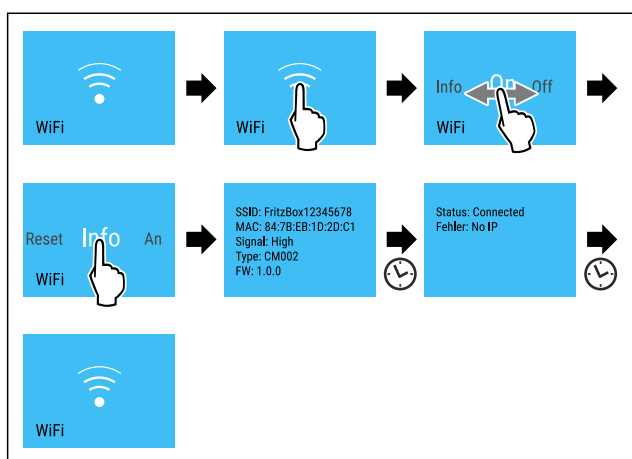 WiFi
WiFi
Info On Off
WiFi
Reset Info An
WiFi
SSID: FritzBox12345678
MAC: 84:7B:EB:1D:2D:C1
Signal: High
Type: CM002
FW: 1.0.0
Status: Connected
Fehler: No IP
WiFi